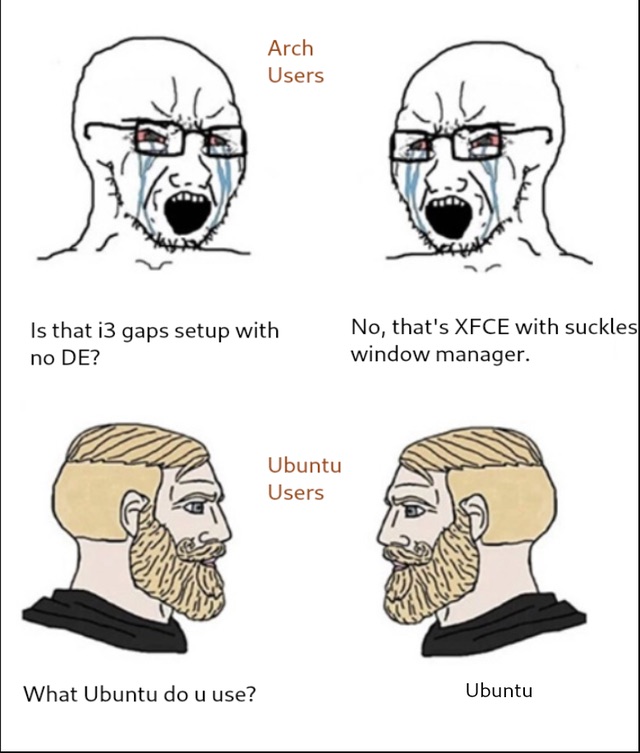 Arch
Users
Is that i3 gaps setup with
no DE?
No, that's XFCE with suckles
window manager.
Ubuntu
Users
What Ubuntu do u use?
Ubuntu